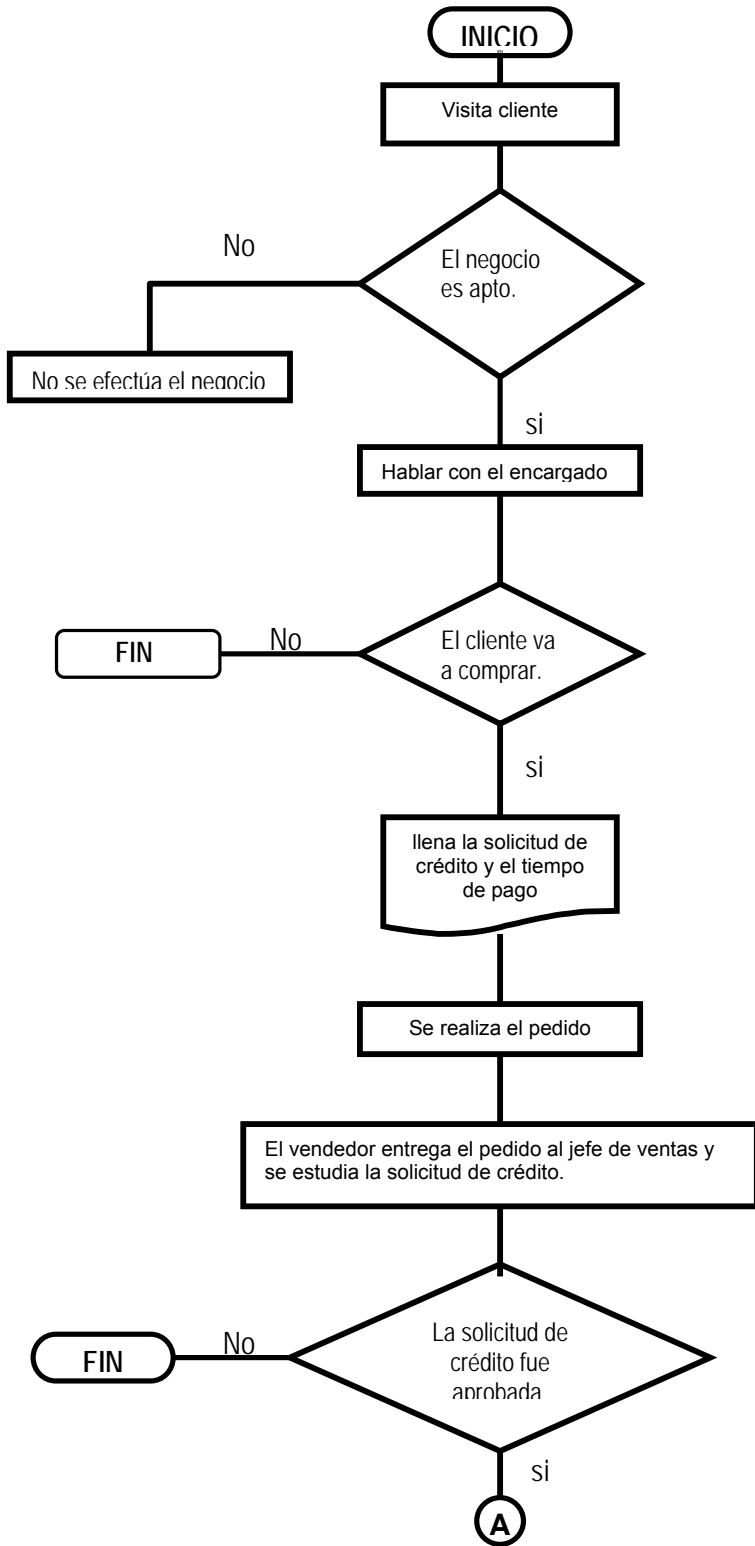 INICIO
Visita cliente
El negocio
es apto.
No
No se efectúa el negocio
si
Hablar con el encargado
El cliente va
a comprar.
No
FIN
si
llena la solicitud de
crédito y el tiempo
de pago
Se realiza el pedido
El vendedor entrega el pedido al jefe de ventas y
se estudia la solicitud de crédito.
La solicitud de
crédito fue
aprobada
No
FIN
si
A